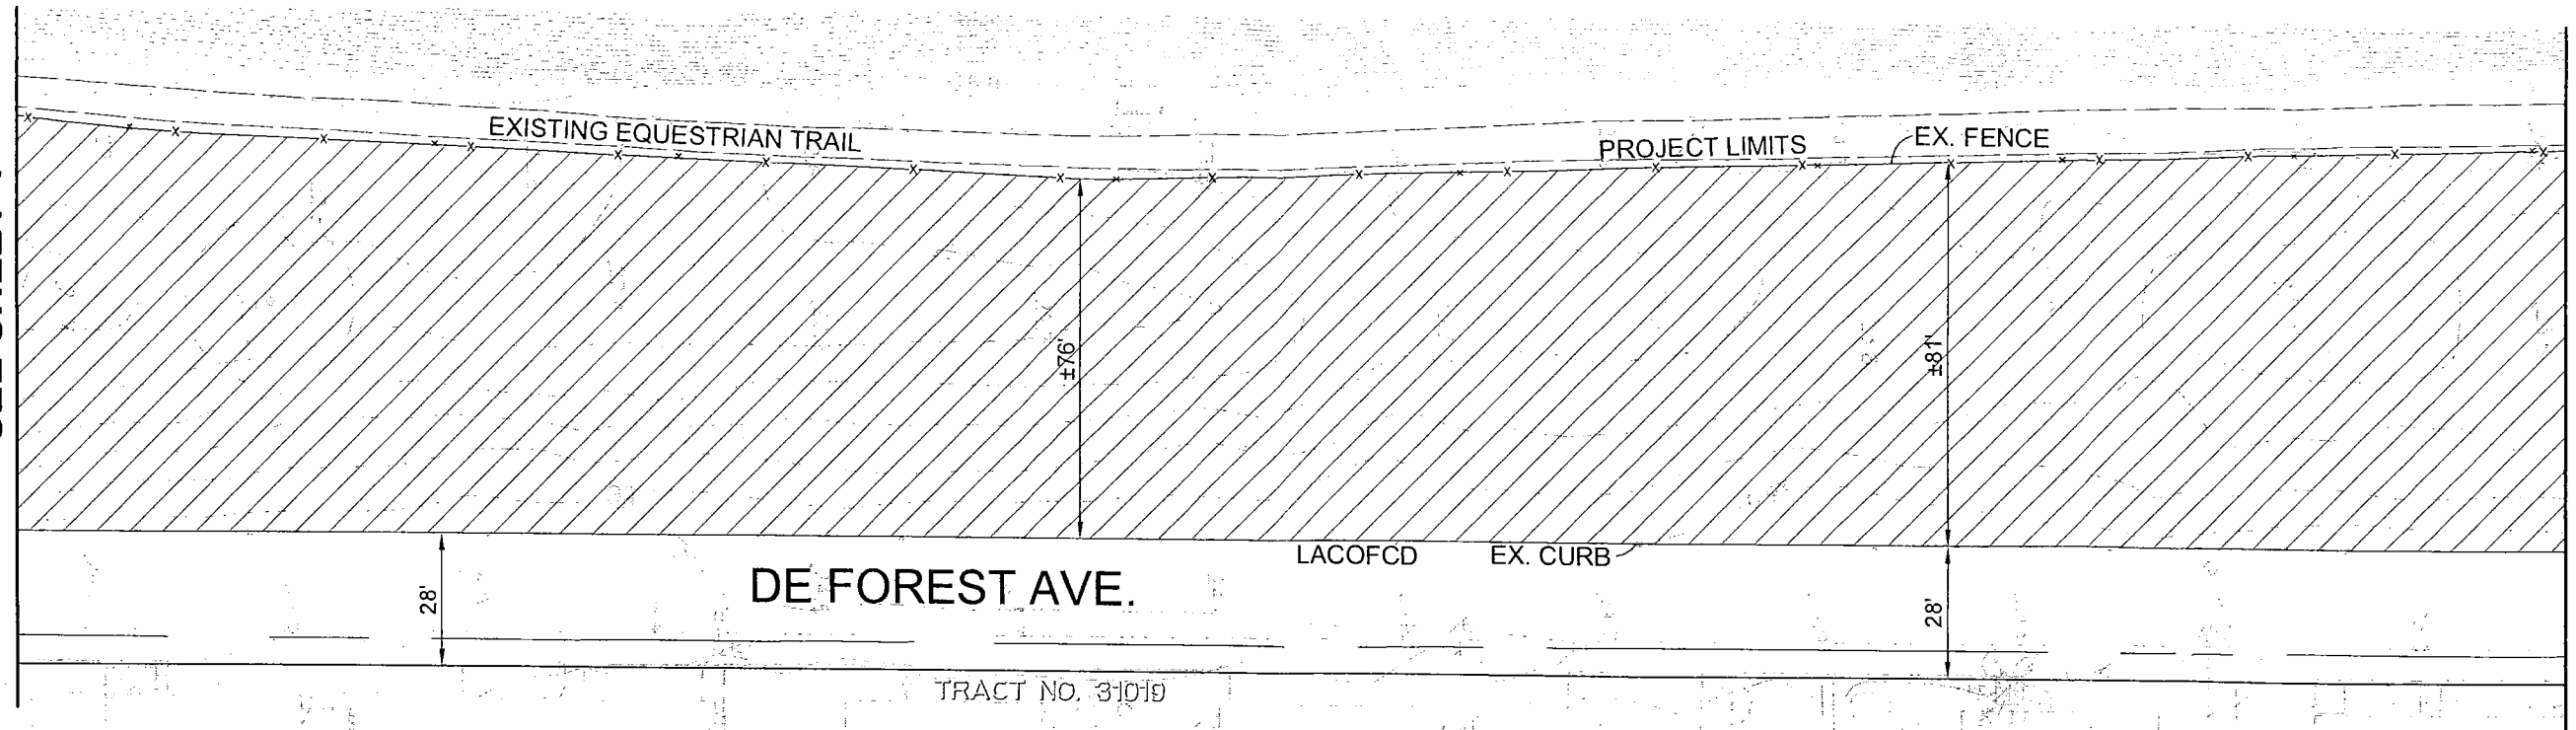 EXISTING EQUESTRIAN TRAIL
PROJECT LIMITS
EX. FENCE
±76'
±81'
LACOFCD
EX. CURB
DE FOREST AVE.
28'
28'
TRACT NO. 31019